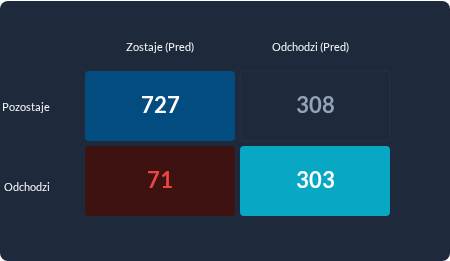 Zostaje (Pred) Odchodzi (Pred)
Pozostaje 727 308
Odchodzi 71 303